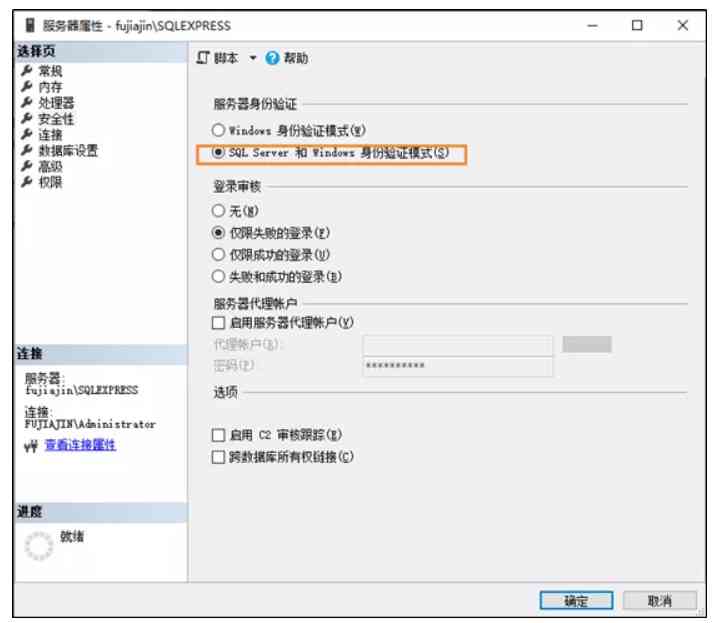 服务器属性 - fujiajin\SQLEXPRESS
选择页
常规
内存
处理器
安全性
连接
数据库设置
高级
权限
脚本
帮助
服务器身份验证
Windows 身份验证模式(W)
SQL Server 和 Windows 身份验证模式(S)
登录审核
无(N)
仅限失败的登录(F)
仅限成功的登录(U)
失败和成功的登录(B)
服务器代理帐户
启用服务器代理帐户(V)
代理帐户(R):
密码(P):
**********
选项
启用 C2 审核跟踪(E)
跨数据库所有权链接(C)
连接
服务器:
fujiajin\SQLEXPRESS
连接:
FUJIAJIN\Administrator
查看连接属性
进度
就绪
确定
取消